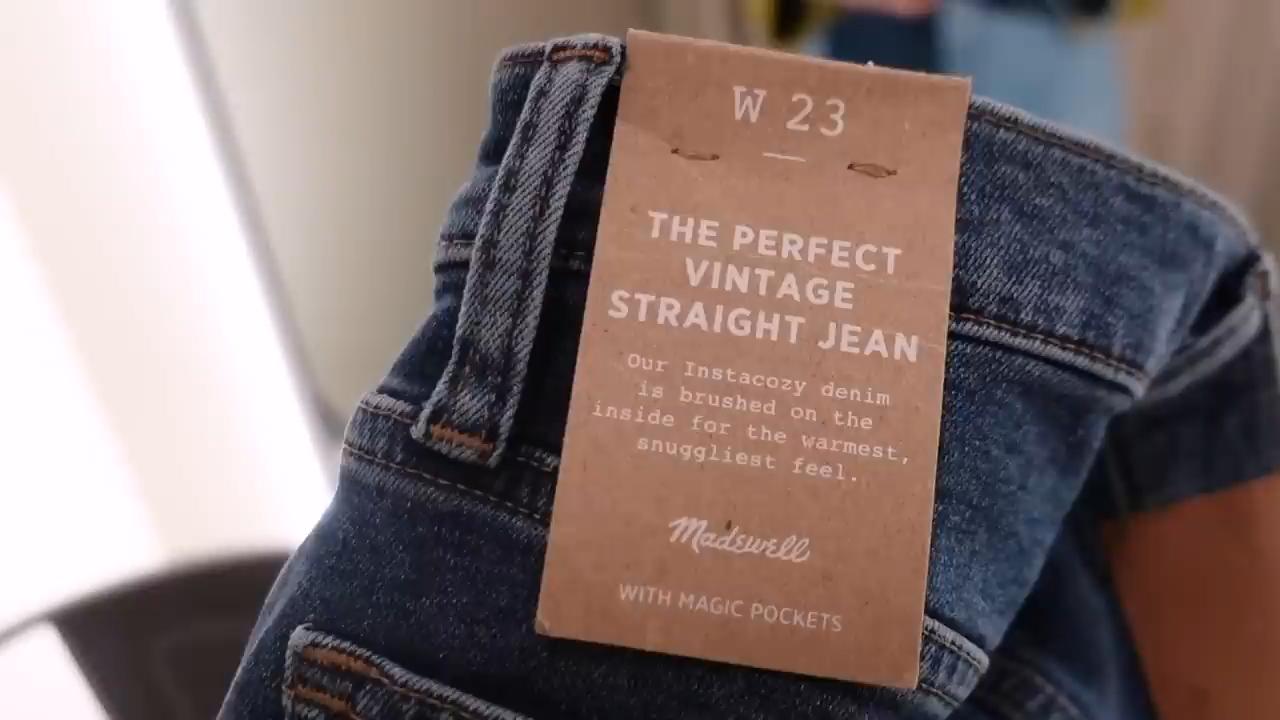 W 23
THE PERFECT
VINTAGE
STRAIGHT JEAN
Our Instacozy denim
is brushed on the
inside for the warmest,
snuggliest feel.
Madewell
WITH MAGIC POCKETS